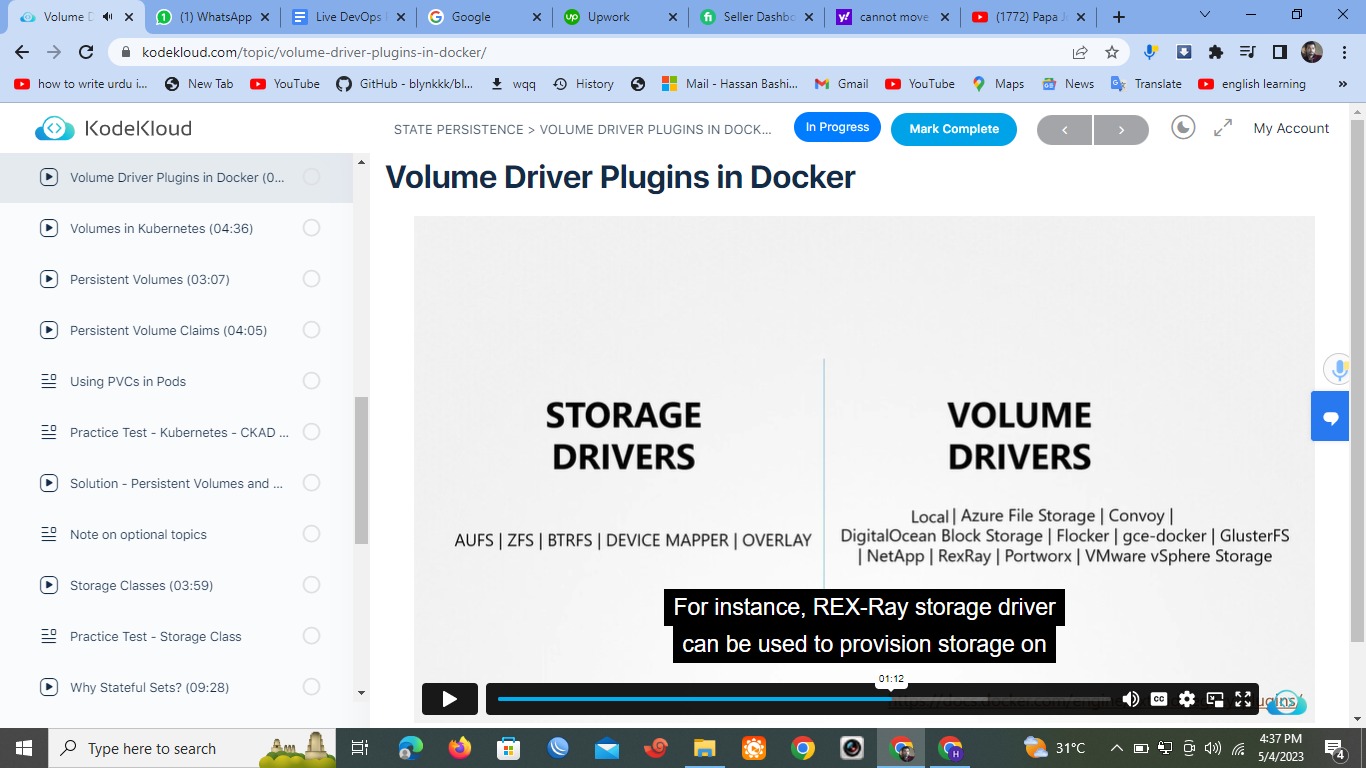 Volume D
(1) WhatsApp
Live DevOps
Google
Upwork
Seller Dashbo
cannot move
(1772) Papa J
kodekloud.com/topic/volume-driver-plugins-in-docker/
how to write urdu i...
New Tab
YouTube
GitHub - blynkkk/bl...
wqq
History
Mail - Hassan Bashi...
Gmail
YouTube
Maps
News
Translate
english learning
»
KodeKloud
STATE PERSISTENCE > VOLUME DRIVER PLUGINS IN DOCK...
In Progress
Mark Complete
My Account
Volume Driver Plugins in Docker (0...
Volumes in Kubernetes (04:36)
Persistent Volumes (03:07)
Persistent Volume Claims (04:05)
Using PVCs in Pods
Practice Test - Kubernetes - CKAD ...
Solution - Persistent Volumes and ...
Note on optional topics
Storage Classes (03:59)
Practice Test - Storage Class
Why Stateful Sets? (09:28)
Volume Driver Plugins in Docker
STORAGE
DRIVERS
AUFS | ZFS | BTRFS | DEVICE MAPPER | OVERLAY
VOLUME
DRIVERS
Local | Azure File Storage | Convoy |
DigitalOcean Block Storage | Flocker | gce-docker | GlusterFS
| NetApp | RexRay | Portworx | VMware vSphere Storage
For instance, REX-Ray storage driver
can be used to provision storage on
01:12
https://docs.docker.com/engine
CC
Type here to search
H
31°C
4:37 PM
5/4/2023
4